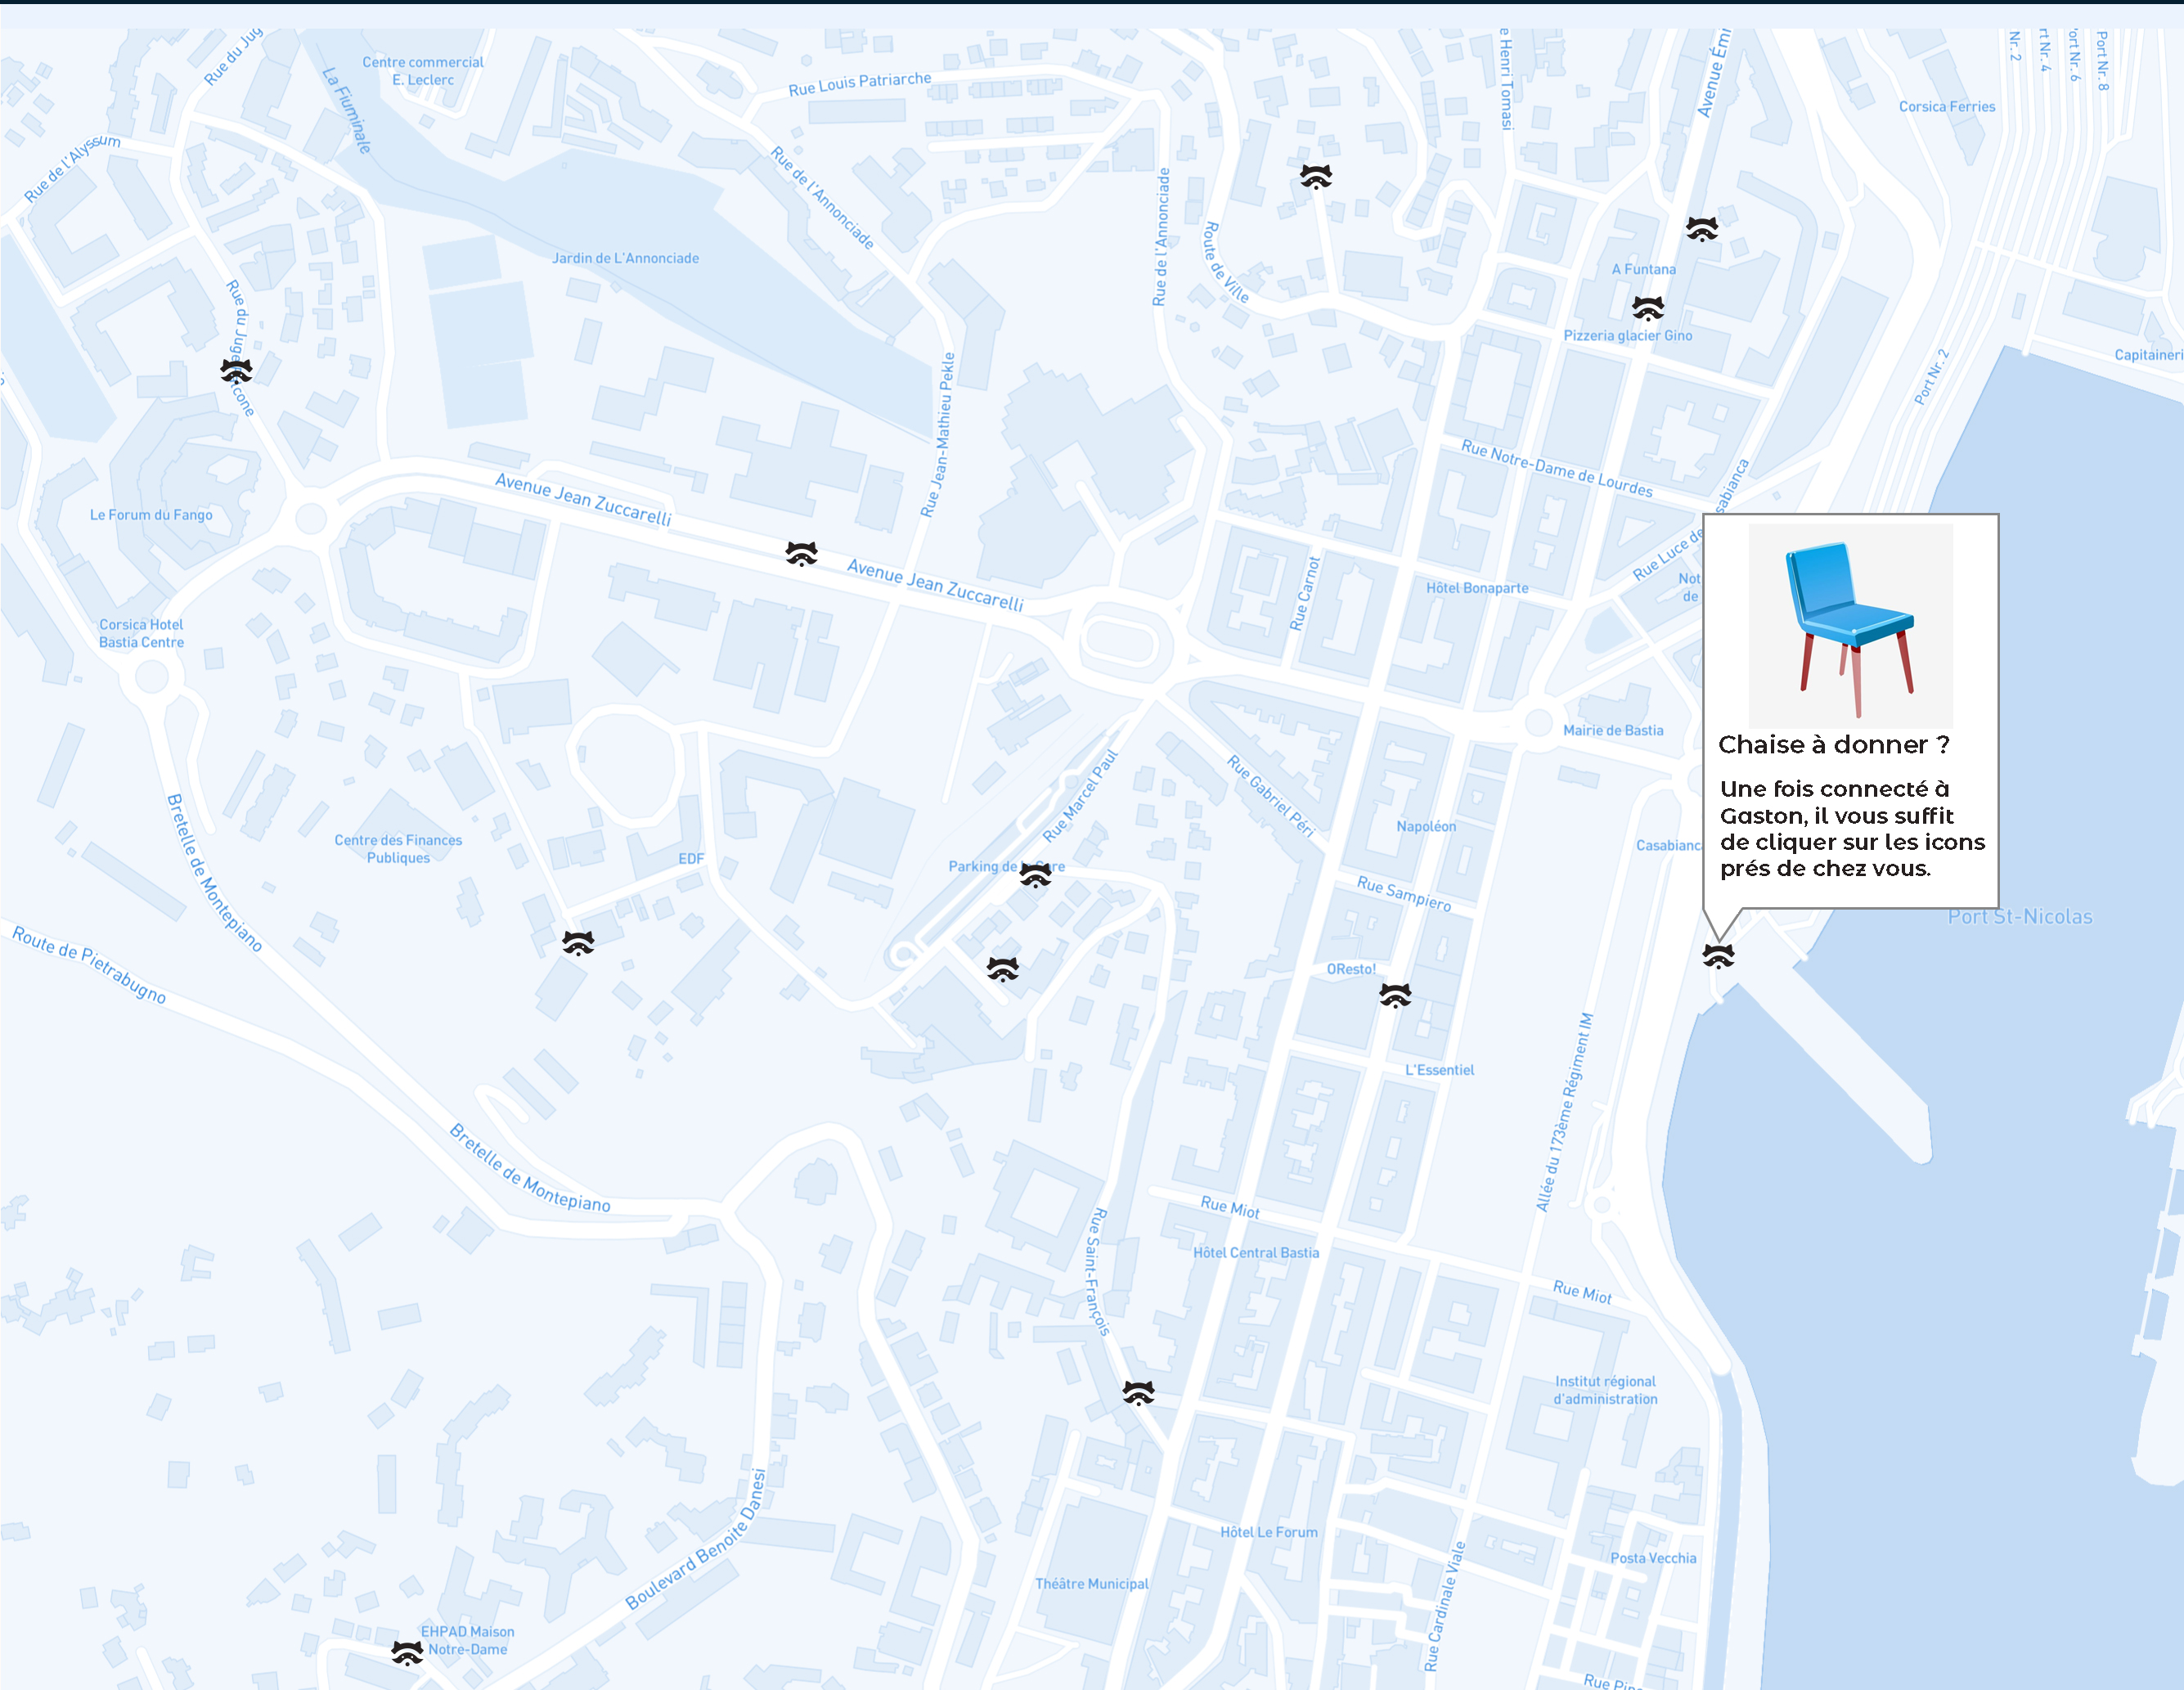 Rue du Jug
La Fiuminale
Centre commercial
E. Leclerc
Rue Louis Patriarche
e Henri Tomasi
Avenue Émi
Corsica Ferries
Nr. 2
rt Nr. 4
ort Nr. 6
Port Nr. 8
Rue de l'Alyssum
Rue de l'Annonciade
Rue de l'Annonciade
Route de Ville
Jardin de L'Annonciade
A Funtana
Pizzeria glacier Gino
Port Nr. 2
Capitaineri
Rue du Juge
cone
Rue Jean-Mathieu Pekle
Rue Notre-Dame de Lourdes
Avenue Jean Zuccarelli
Le Forum du Fango
Avenue Jean Zuccarelli
Rue Carnot
Hôtel Bonaparte
Rue Luce de
sabianca
Not
de
Corsica Hotel
Bastia Centre
Mairie de Bastia
Chaise à donner ?
Une fois connecté à
Gaston, il vous suffit
de cliquer sur les icons
prés de chez vous.
Rue Marcel Paul
Rue Gabriel Péri
Napoléon
Casabianc
Bretelle de Montepiano
Centre des Finances
Publiques
EDF
Parking de la Gare
Rue Sampiero
Port St-Nicolas
Route de Pietrabugno
OResto!
L'Essentiel
Allée du 173ème Régiment IM
Bretelle de Montepiano
Rue Miot
Rue Saint-François
Hôtel Central Bastia
Rue Miot
Institut régional
d'administration
Boulevard Benoite Danesi
Hôtel Le Forum
Posta Vecchia
Théâtre Municipal
Rue Cardinale Viale
EHPAD Maison
Notre-Dame
Rue Pin